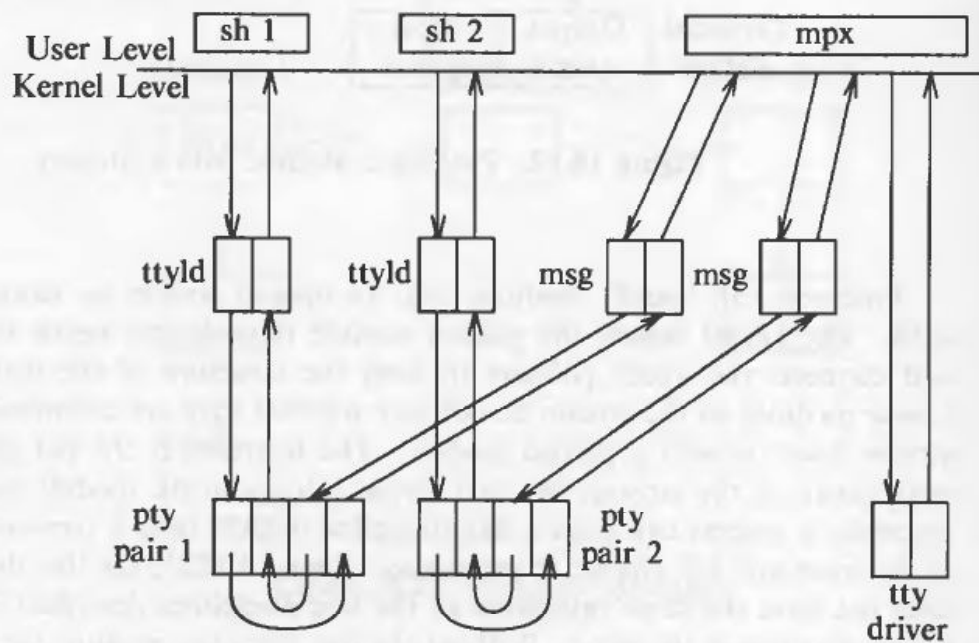 sh 1
sh 2
mpx
User Level
Kernel Level
ttyld
ttyld
msg
msg
pty
pair 1
pty
pair 2
tty
driver